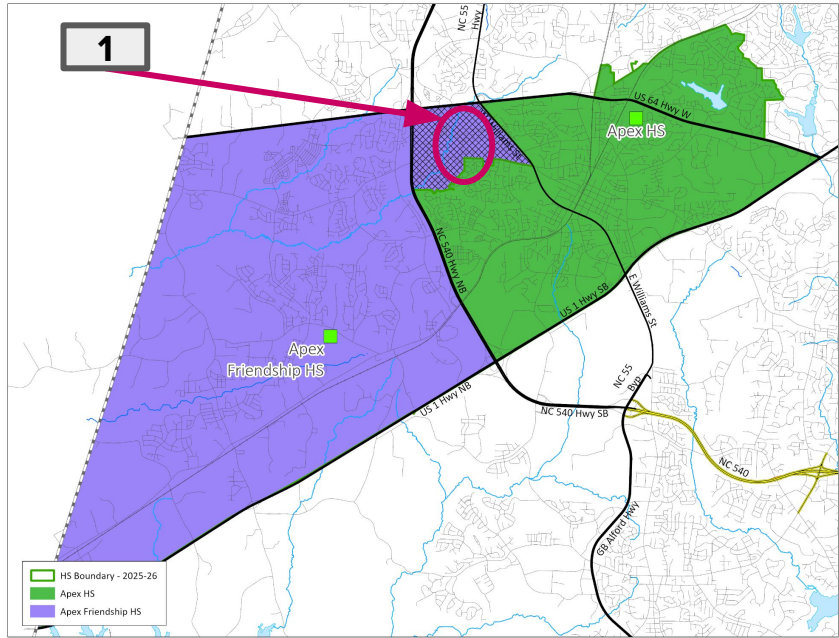 1
NC 55
Hwy
US 64 Hwy W
Apex HS
Williams St
NC 540 Hwy NB
US 1 Hwy SB
E Williams St
Apex
Friendship HS
US 1 Hwy NB
NC 55
Byp
NC 540 Hwy SB
NC 540
GB Alford Hwy
HS Boundary - 2025-26
Apex HS
Apex Friendship HS